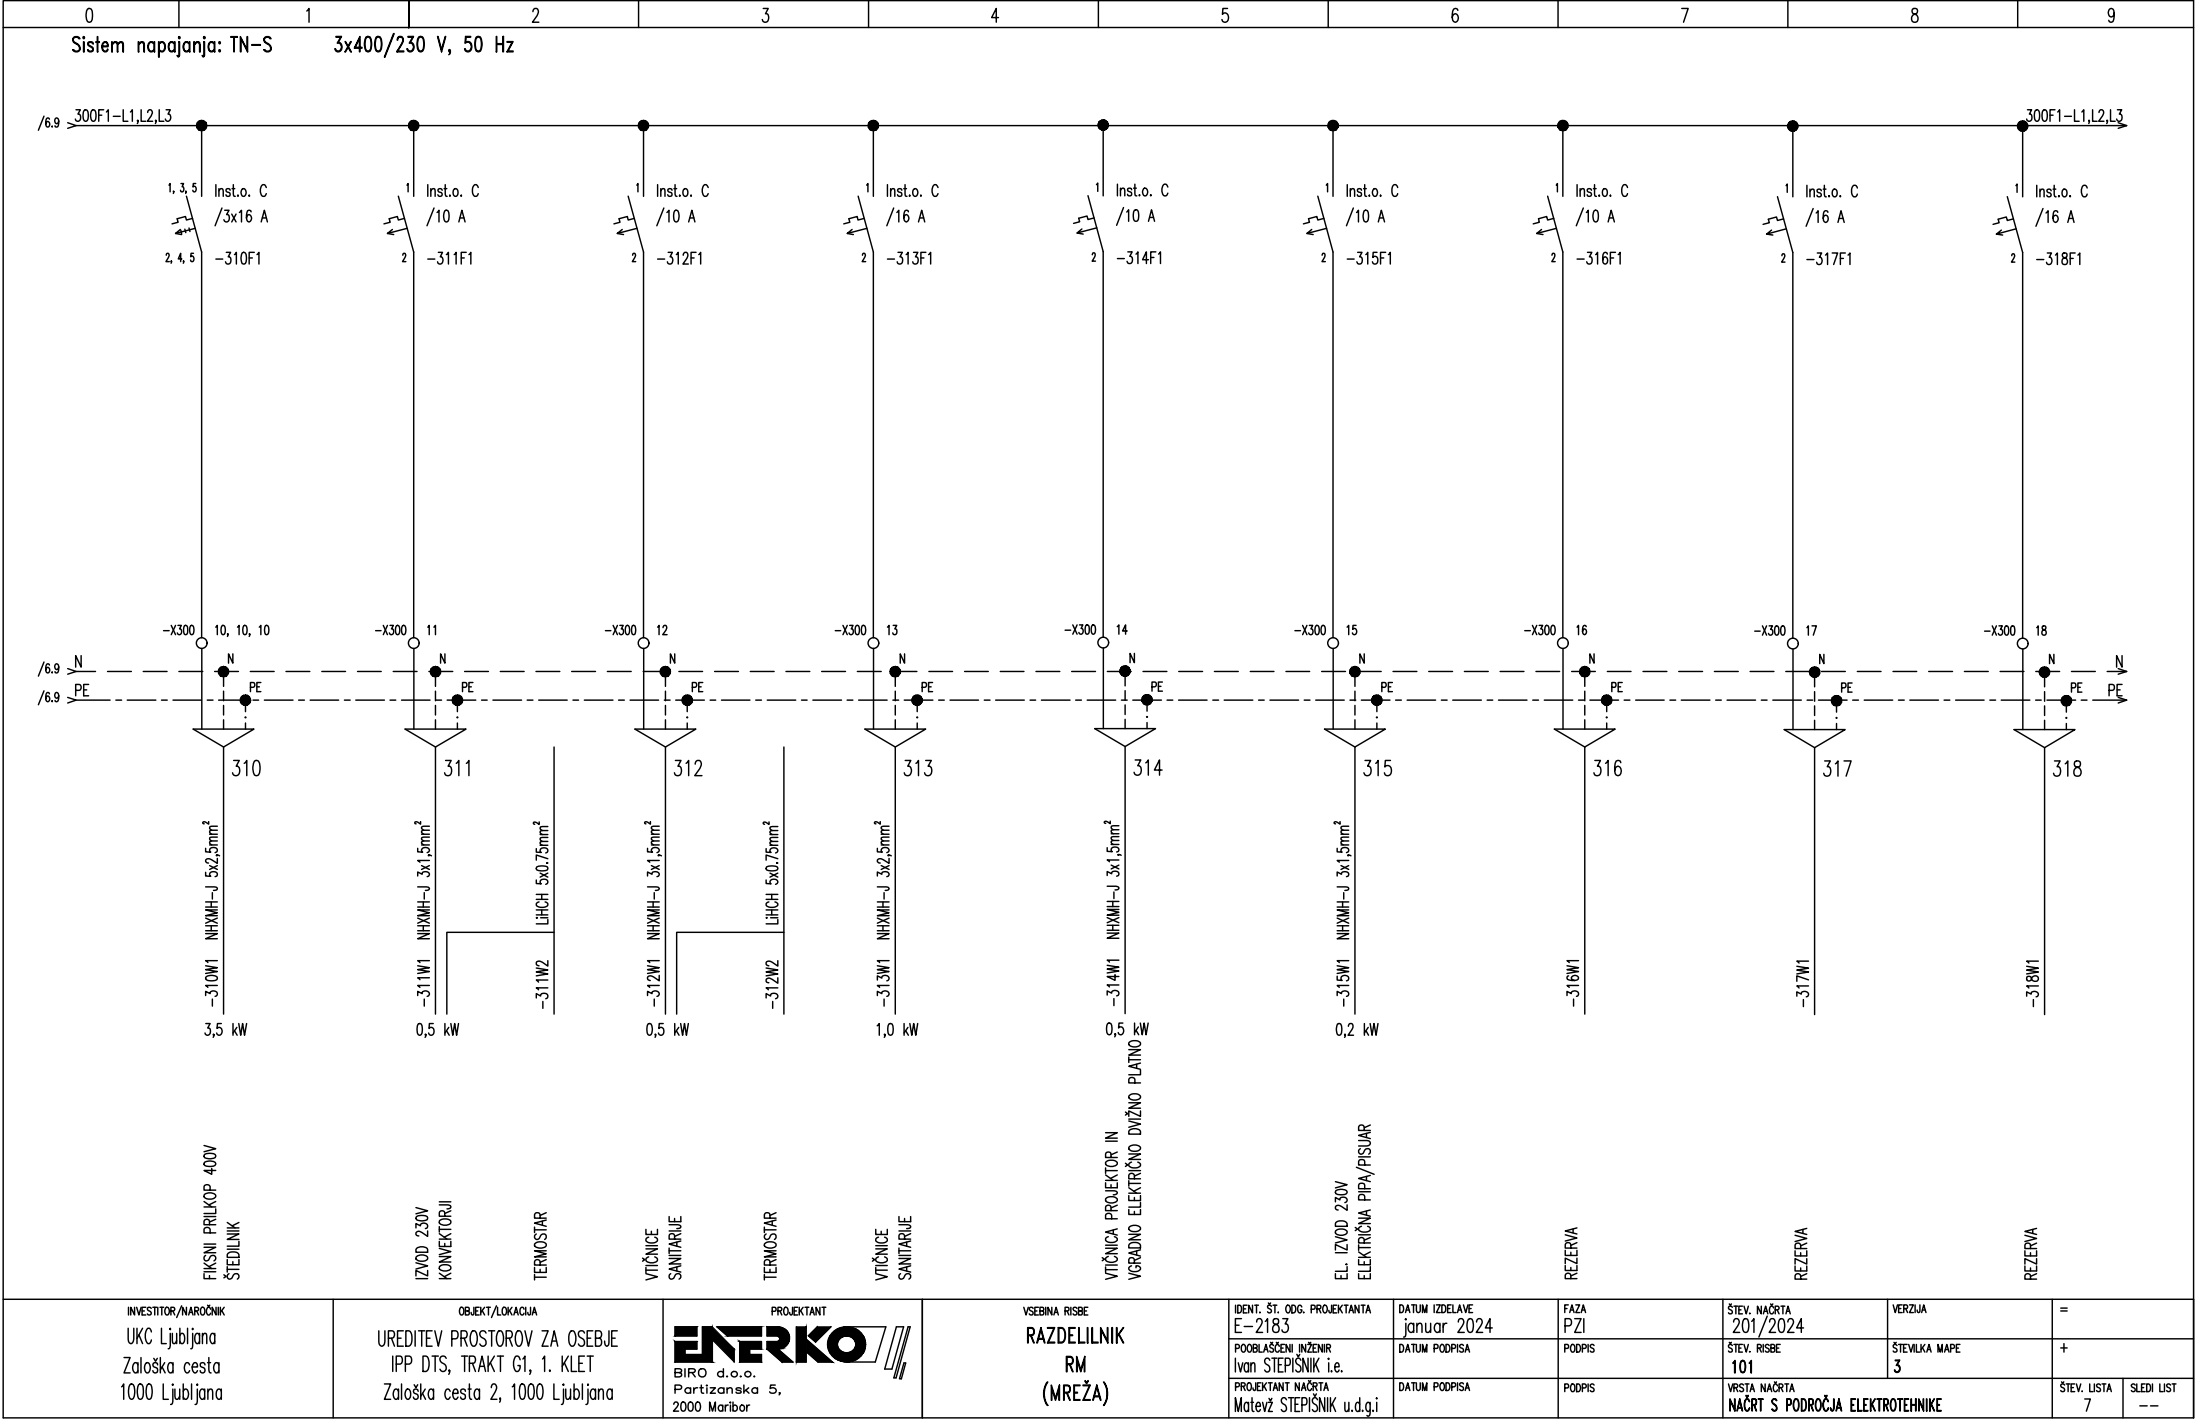 0 1 2 3 4 5 6 7 8 9
Sistem napajanja: TN-S 3x400/230 V, 50 Hz
/6.9 300F1-L1,L2,L3 300F1-L1,L2,L3
1, 3, 5 Inst.o. C 1 Inst.o. C 1 Inst.o. C 1 Inst.o. C 1 Inst.o. C 1 Inst.o. C 1 Inst.o. C 1 Inst.o. C 1 Inst.o. C
/3x16 A /10 A /10 A /16 A /10 A /10 A /10 A /16 A /16 A
2, 4, 5 -310F1 2 -311F1 2 -312F1 2 -313F1 2 -314F1 2 -315F1 2 -316F1 2 -317F1 2 -318F1
-X300 10, 10, 10 -X300 11 -X300 12 -X300 13 -X300 14 -X300 15 -X300 16 -X300 17 -X300 18
/6.9 N N N N N N N N N N N
/6.9 PE PE PE PE PE PE PE PE PE PE PE
310 311 312 313 314 315 316 317 318
-310W1 NHXMH-J 5x2,5mm²
-311W1 NHXMH-J 3x1,5mm²
-311W2 LiHCH 5x0.75mm²
-312W1 NHXMH-J 3x1,5mm²
-312W2 LiHCH 5x0.75mm²
-313W1 NHXMH-J 3x2,5mm²
-314W1 NHXMH-J 3x1,5mm²
-315W1 NHXMH-J 3x1,5mm²
-316W1
-317W1
-318W1
3,5 kW 0,5 kW 0,5 kW 1,0 kW 0,5 kW 0,2 kW
FIKSNI PRILKOP 400V
ŠTEDILNIK
IZVOD 230V
KONVEKTORJI
TERMOSTAR
VTIČNICE
SANITARIJE
TERMOSTAR
VTIČNICE
SANITARIJE
VTIČNICA PROJEKTOR IN
VGRADNO ELEKTRIČNO DVIŽNO PLATNO
EL. IZVOD 230V
ELEKTRIČNA PIPA/PISUAR
REZERVA
REZERVA
REZERVA
INVESTITOR/NAROČNIK
UKC Ljubljana
Zaloška cesta
1000 Ljubljana
OBJEKT/LOKACIJA
UREDITEV PROSTOROV ZA OSEBJE
IPP DTS, TRAKT G1, 1. KLET
Zaloška cesta 2, 1000 Ljubljana
PROJEKTANT
ENERKO
BIRO d.o.o.
Partizanska 5,
2000 Maribor
VSEBINA RISBE
RAZDELILNIK
RM
(MREŽA)
IDENT. ŠT. ODG. PROJEKTANTA
E-2183
DATUM IZDELAVE
januar 2024
FAZA
PZI
ŠTEV. NAČRTA
201/2024
VERZIJA
=
POOBLAŠČENI INŽENIR
Ivan STEPIŠNIK i.e.
DATUM PODPISA
PODPIS
ŠTEV. RISBE
101
ŠTEVILKA MAPE
3
+
PROJEKTANT NAČRTA
Matevž STEPIŠNIK u.d.g.i
DATUM PODPISA
PODPIS
VRSTA NAČRTA
NAČRT S PODROČJA ELEKTROTEHNIKE
ŠTEV. LISTA
7
SLEDI LIST
--